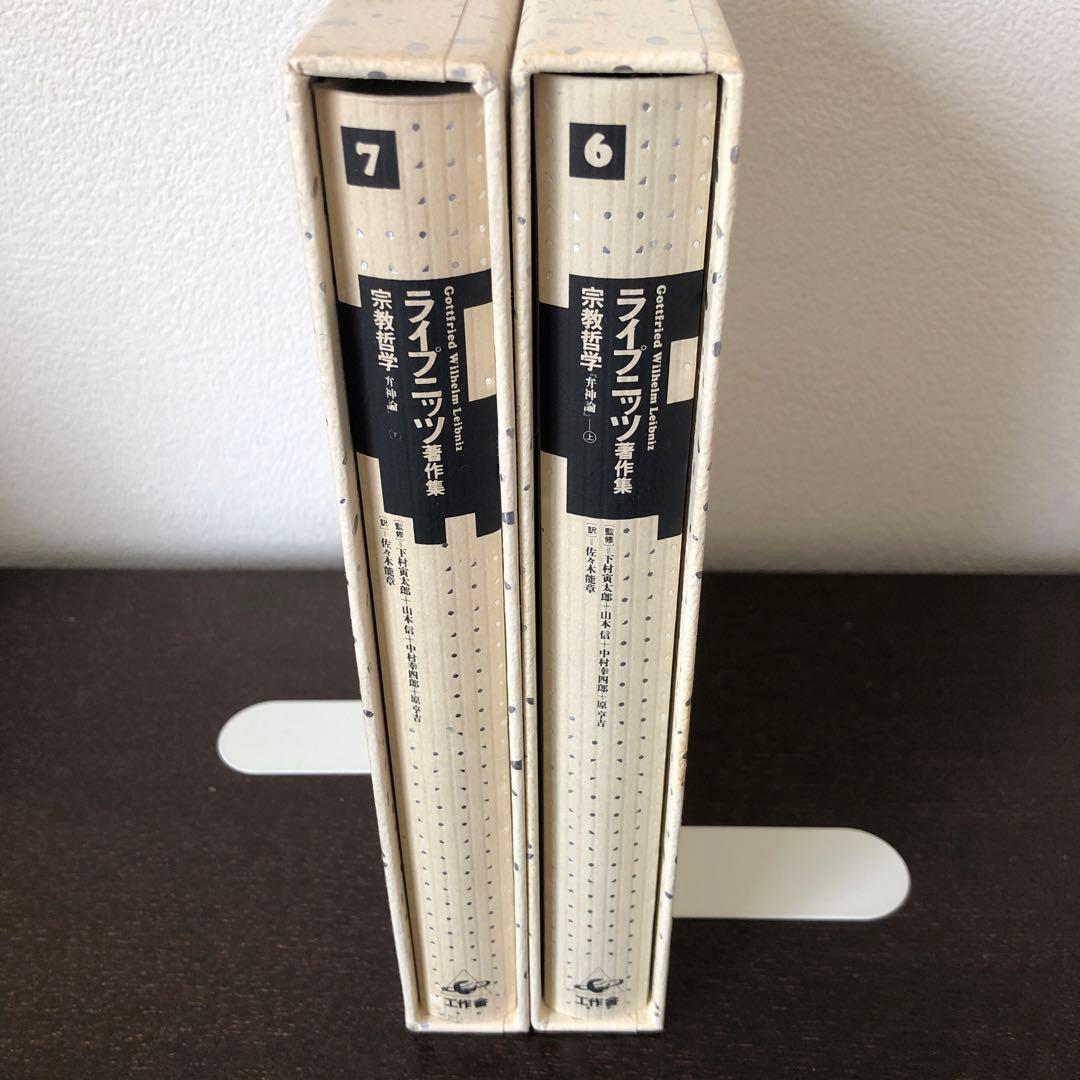 7
Gottfried Wilhelm Leibniz
ライプニッツ著作集
宗教哲学『弁神論』
[監修]=下村寅太郎+山本信+中村幸四郎+原亨吉
[訳]=佐々木能章
工作舎
6
Gottfried Wilhelm Leibniz
ライプニッツ著作集
宗教哲学『弁神論』—㊤
[監修]=下村寅太郎+山本信+中村幸四郎+原亨吉
[訳]=佐々木能章
工作舎